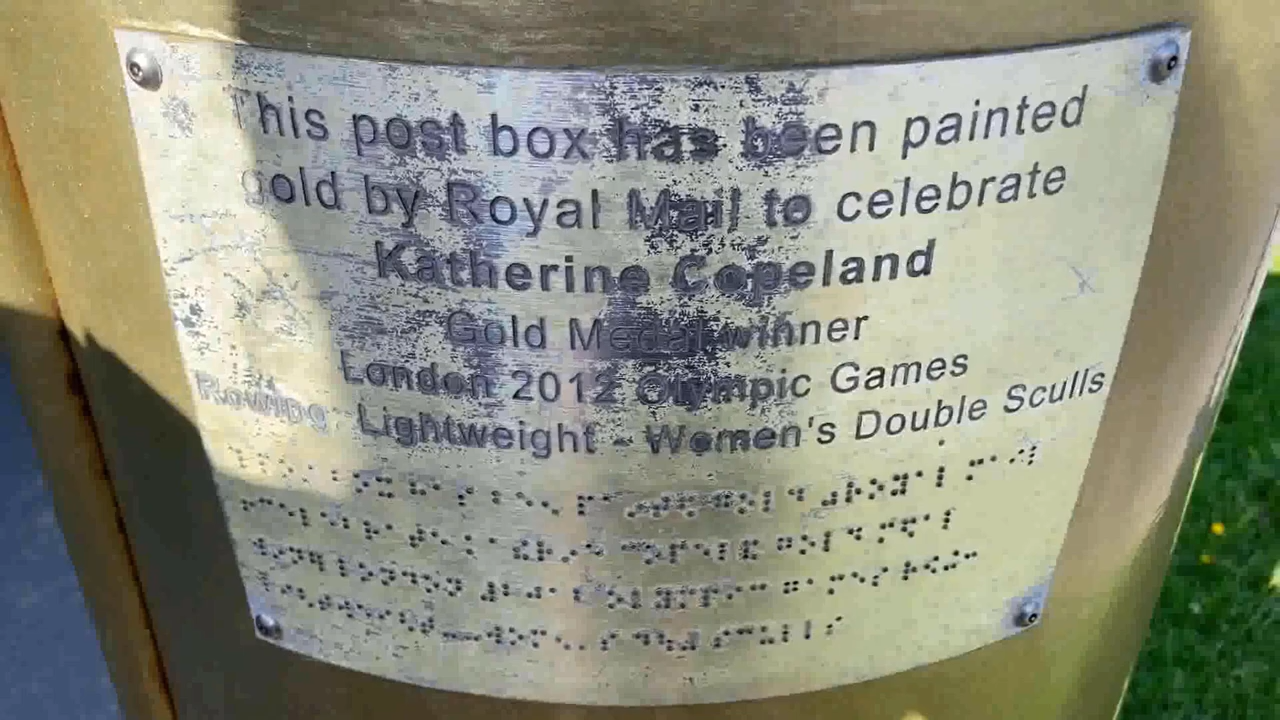 This post box has been painted
gold by Royal Mail to celebrate
Katherine Copeland
Gold Medal winner
London 2012 Olympic Games
Rowing: Lightweight - Women's Double Sculls